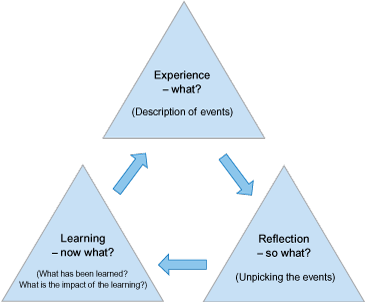 Experience
– what?
(Description of events)
Learning
– now what?
(What has been learned?
What is the impact of the learning?)
Reflection
– so what?
(Unpicking the events)